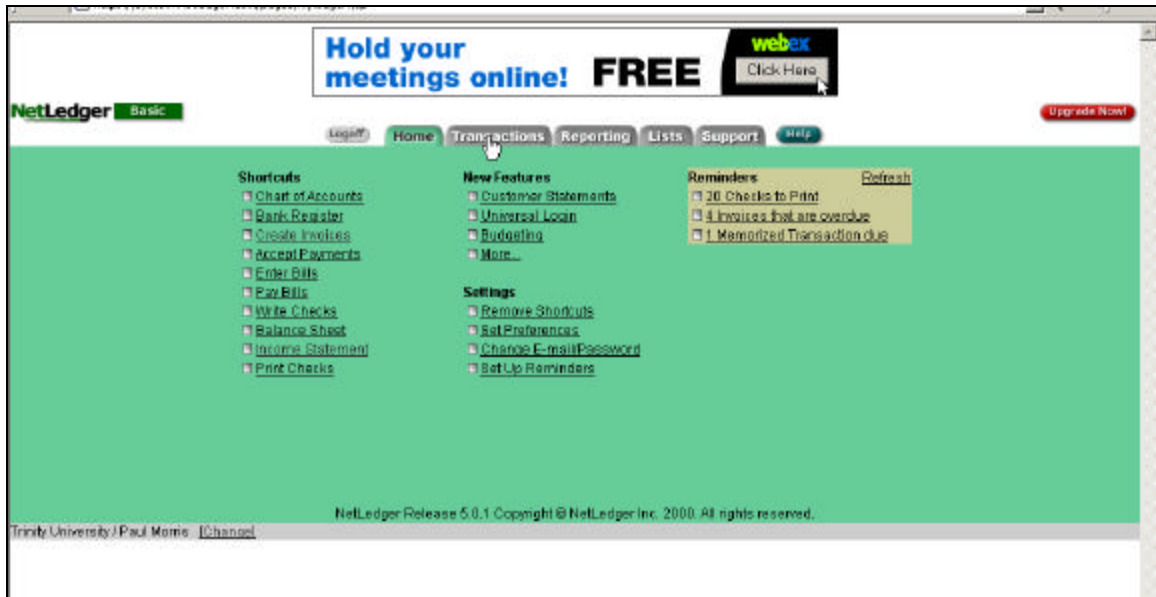 Hold your
meetings online! FREE
webex
Click Here
NetLedger Basic
Upgrade Now!
Logoff Home Transactions Reporting Lists Support Help
Shortcuts
Chart of Accounts
Bank Register
Create Invoices
Accept Payments
Enter Bills
Pay Bills
Write Checks
Balance Sheet
Income Statement
Print Checks
New Features
Customer Statements
Universal Login
Budgeting
More...
Settings
Remove Shortcuts
Set Preferences
Change E-mail/Password
Set Up Reminders
Reminders Refresh
Checks to Print
4 Invoices that are overdue
1 Memorized Transaction due
NetLedger Release 5.0.1 Copyright © NetLedger Inc. 2000. All rights reserved.
Trinity University / Paul Morris [Change]